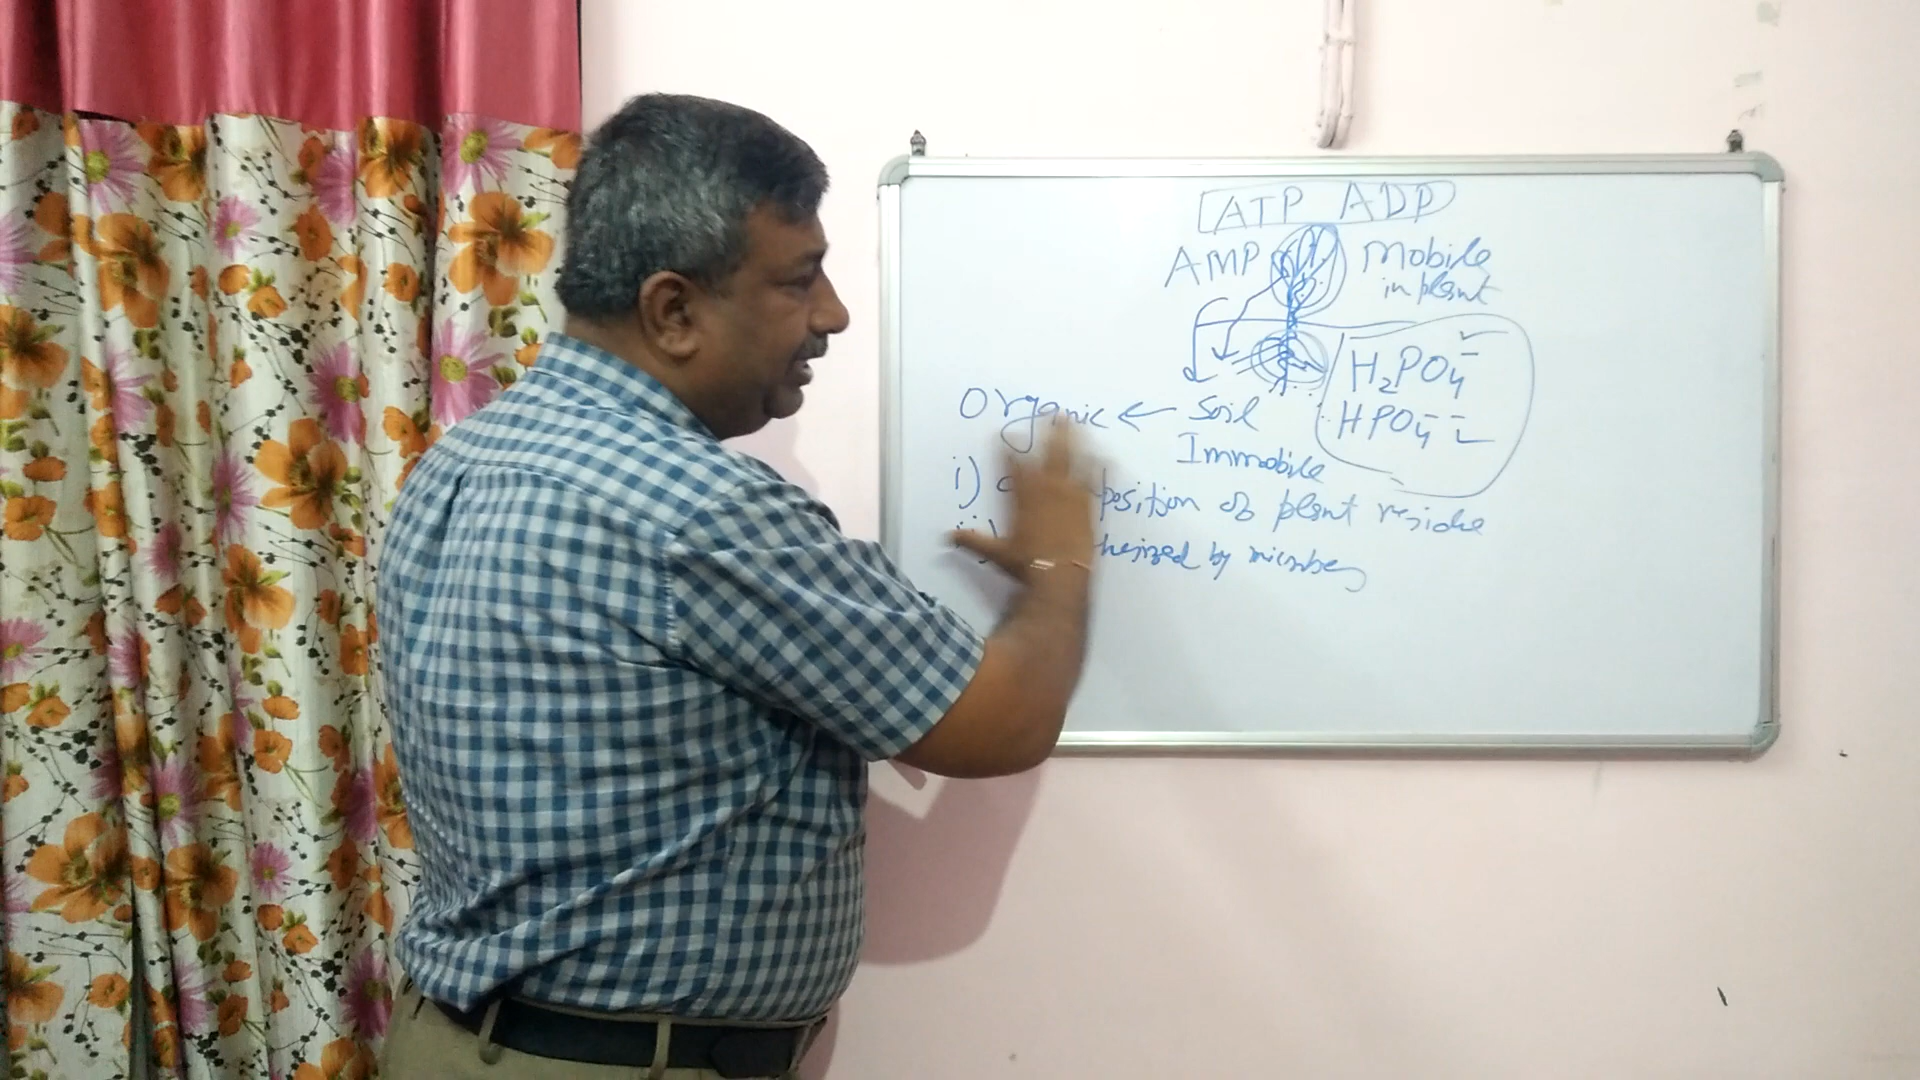 ATP ADP
AMP
Mobile
in plant
H2PO4-
HPO4--
Organic ← Soil
Immobile
i) position of plant residue
by microbes